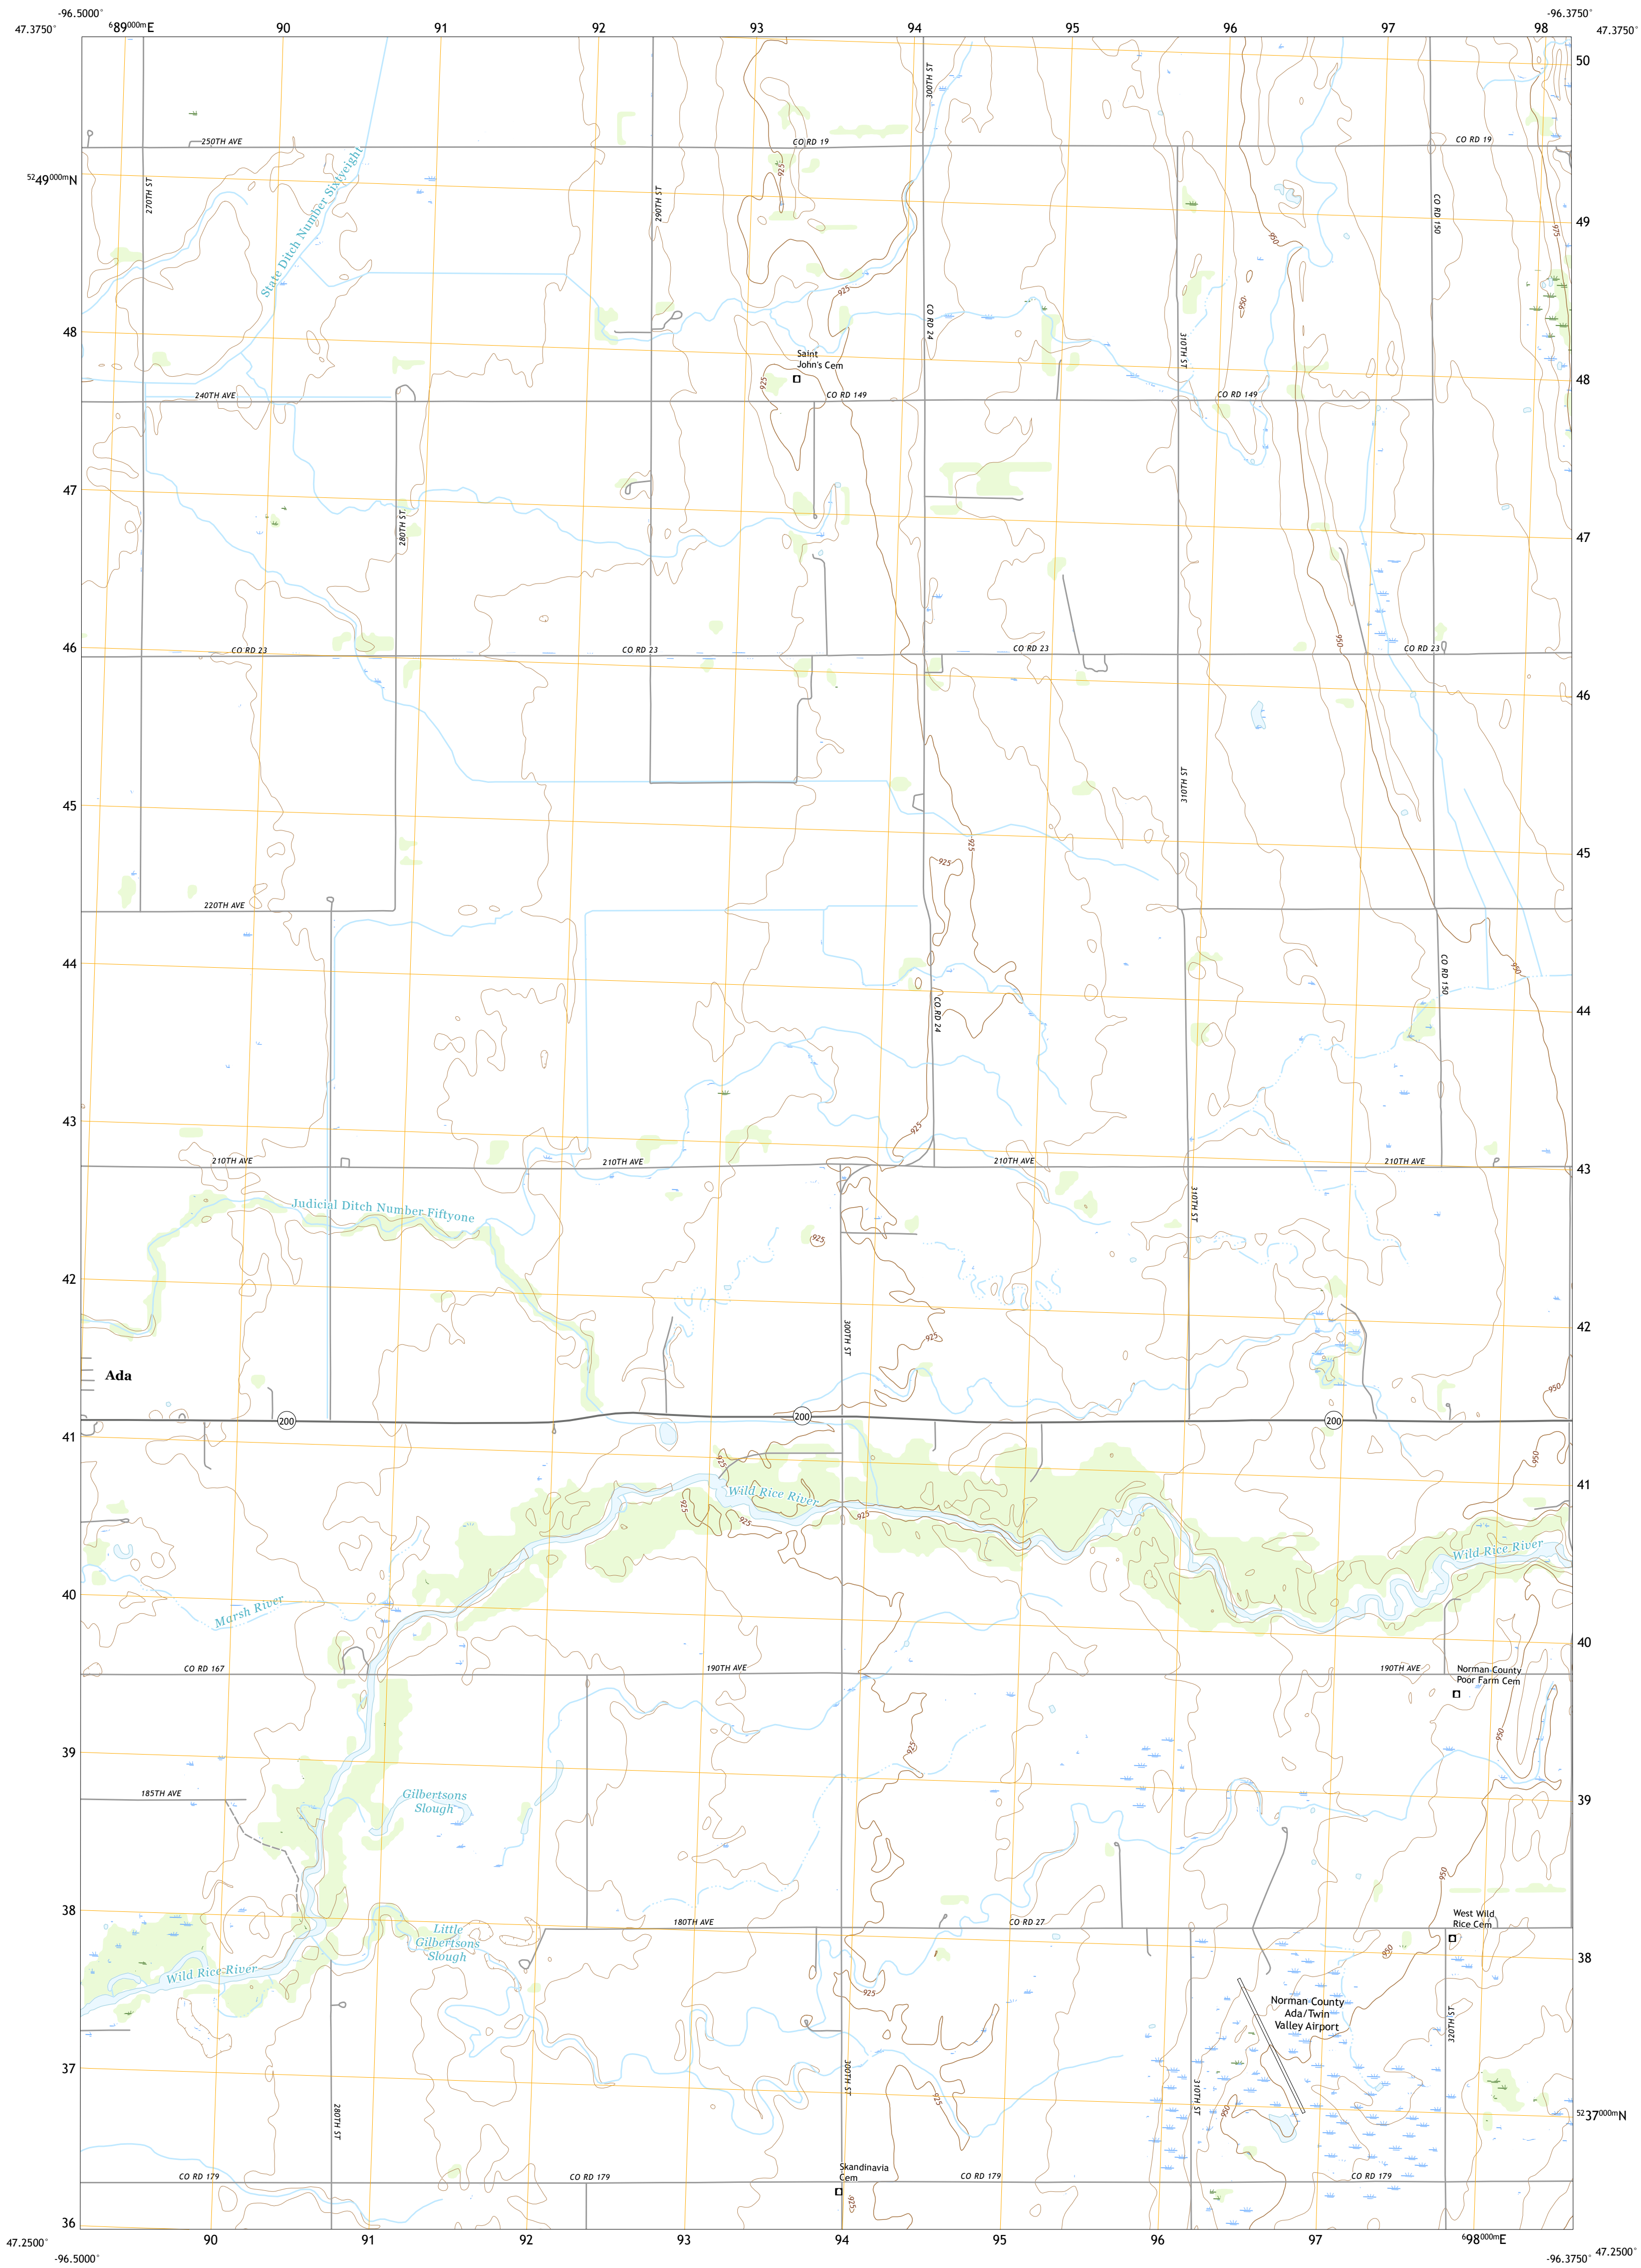 -96.5000°
-96.3750°
47.3750°
⁶89⁰⁰⁰ᵐE
90
91
92
93
94
95
96
97
98
47.3750°
50
300TH ST
250TH AVE
CO RD 19
CO RD 19
925
State Ditch Number Sixtyeight
⁵²49⁰⁰⁰ᵐN
270TH ST
290TH ST
CO RD 150
49
950
975
925
950
CO RD 24
310TH ST
48
Saint
John's Cem
925
48
240TH AVE
CO RD 149
CO RD 149
47
280TH ST
47
46
CO RD 23
CO RD 23
CO RD 23
950
CO RD 23
46
310TH ST
45
925
925
45
220TH AVE
44
950
CO RD 150
CO RD 24
44
43
925
210TH AVE
210TH AVE
210TH AVE
210TH AVE
43
Judicial Ditch Number Fiftyone
310TH ST
925
42
300TH ST
925
42
Ada
950
200
200
200
41
925
950
Wild Rice River
41
925
925
925
Wild Rice River
40
Marsh River
40
CO RD 167
190TH AVE
190TH AVE
Norman County
Poor Farm Cem
39
925
950
185TH AVE
Gilbertsons
Slough
39
950
38
180TH AVE
CO RD 27
West Wild
Rice Cem
Little
Gilbertsons
Slough
950
38
Wild Rice River
925
Norman County
Ada/Twin
Valley Airport
320TH ST
37
300TH ST
925
310TH ST
950
280TH ST
⁵²37⁰⁰⁰ᵐN
CO RD 179
CO RD 179
Skandinavia
Cem
CO RD 179
CO RD 179
925
36
90
91
92
93
94
95
96
97
⁶98⁰⁰⁰ᵐE
47.2500°
47.2500°
-96.5000°
-96.3750°